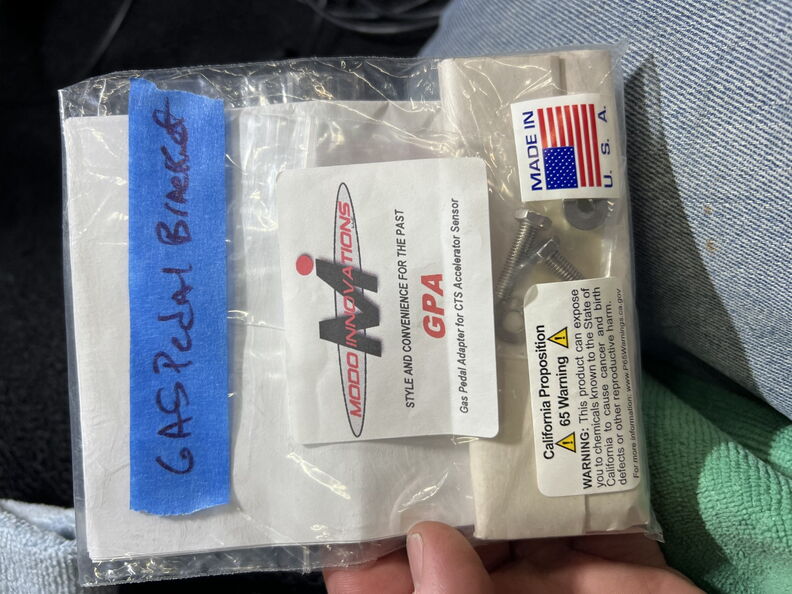 GAS Pedal Bracket
MODO INNOVATIONS
STYLE AND CONVENIENCE FOR THE PAST
GPA
Gas Pedal Adapter for CTS Accelerator Sensor
MADE IN
U. S. A.
California Proposition
65 Warning
WARNING: This product can expose
you to chemicals known to the State of
California to cause cancer and birth
defects or other reproductive harm.
For more information: www.P65Warnings.ca.gov